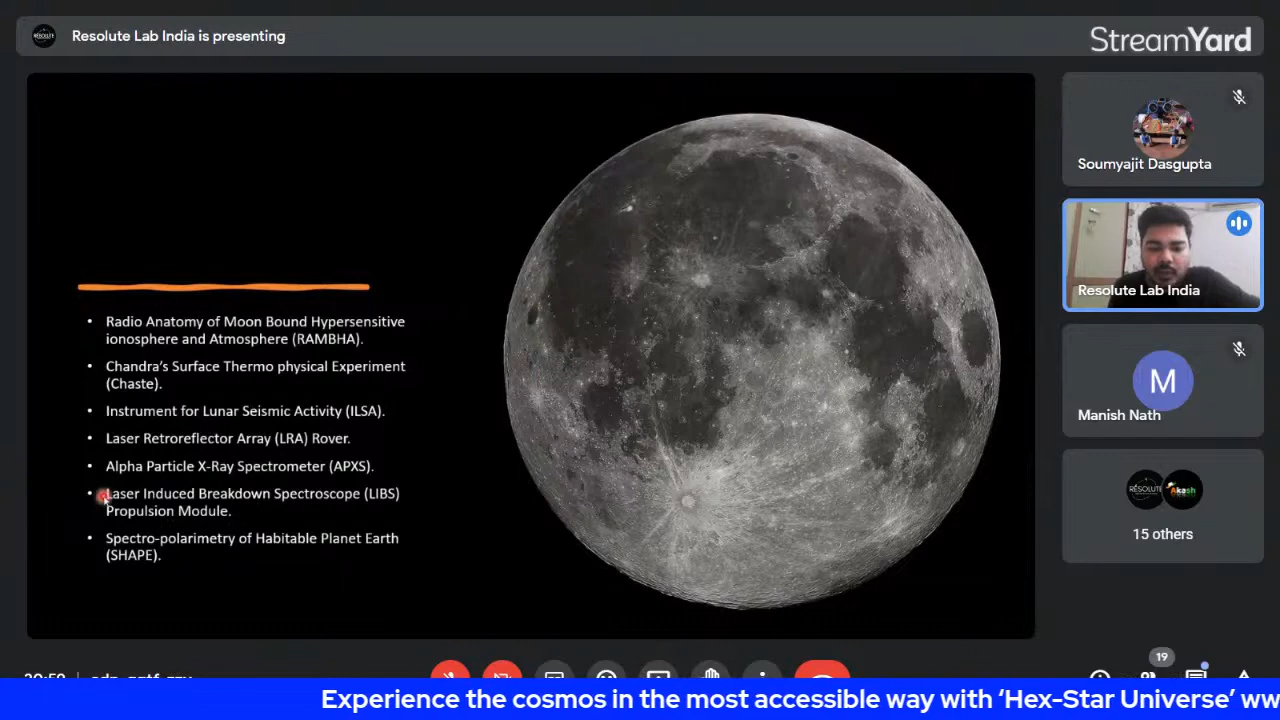 Resolute Lab India is presenting
StreamYard
Radio Anatomy of Moon Bound Hypersensitive
ionosphere and Atmosphere (RAMBHA).
Chandra's Surface Thermo physical Experiment
(Chaste).
Instrument for Lunar Seismic Activity (ILSA).
Laser Retroreflector Array (LRA) Rover.
Alpha Particle X-Ray Spectrometer (APXS).
Laser Induced Breakdown Spectroscope (LIBS)
Propulsion Module.
Spectro-polarimetry of Habitable Planet Earth
(SHAPE).
Soumyajit Dasgupta
Resolute Lab India
M
Manish Nath
RÉSOLUTE
Akash
15 others
19
Experience the cosmos in the most accessible way with ‘Hex-Star Universe’ ww